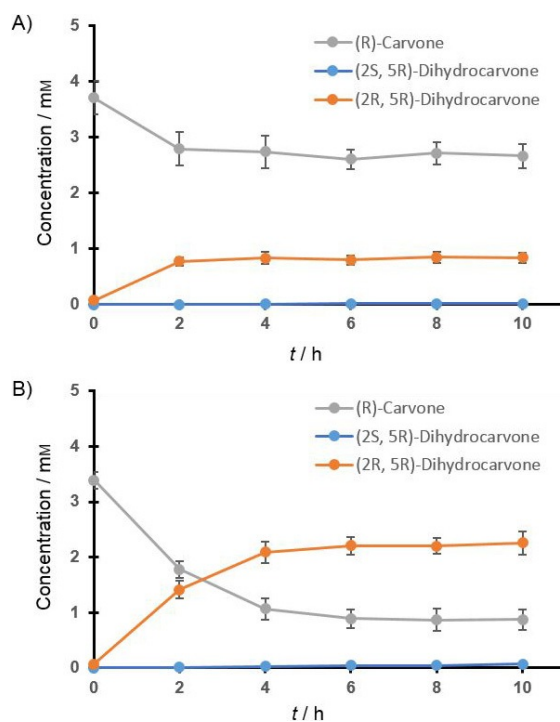 A)
(R)-Carvone
(2S, 5R)-Dihydrocarvone
(2R, 5R)-Dihydrocarvone
Concentration / mM
5
4
3
2
1
0
0 2 4 6 8 10
t / h
B)
(R)-Carvone
(2S, 5R)-Dihydrocarvone
(2R, 5R)-Dihydrocarvone
Concentration / mM
5
4
3
2
1
0
0 2 4 6 8 10
t / h